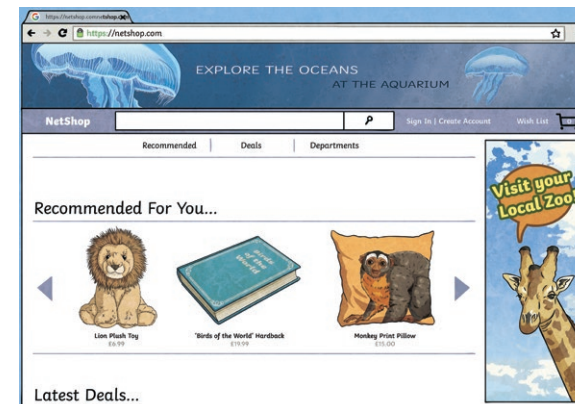 https://netshop.com
EXPLORE THE OCEANS
AT THE AQUARIUM
NetShop
Sign In | Create Account
Wish List
Recommended | Deals | Departments
Recommended For You...
Lion Plush Toy
£6.99
'Birds of the World' Hardback
£19.99
Monkey Print Pillow
£15.00
Birds
of the
World
Visit your
Local Zoo!
Latest Deals...